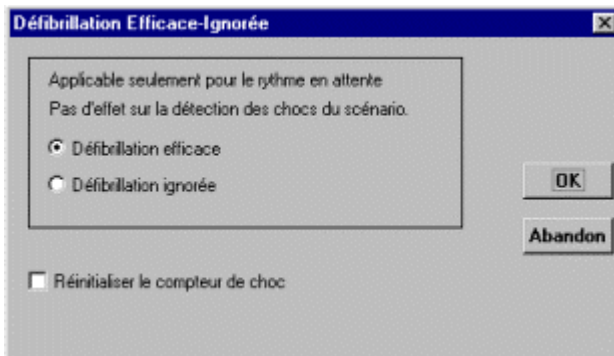 Défibrillation Efficace-Ignorée
Applicable seulement pour le rythme en attente
Pas d'effet sur la détection des chocs du scénario.
Défibrillation efficace
Défibrillation ignorée
OK
Abandon
Réinitialiser le compteur de choc